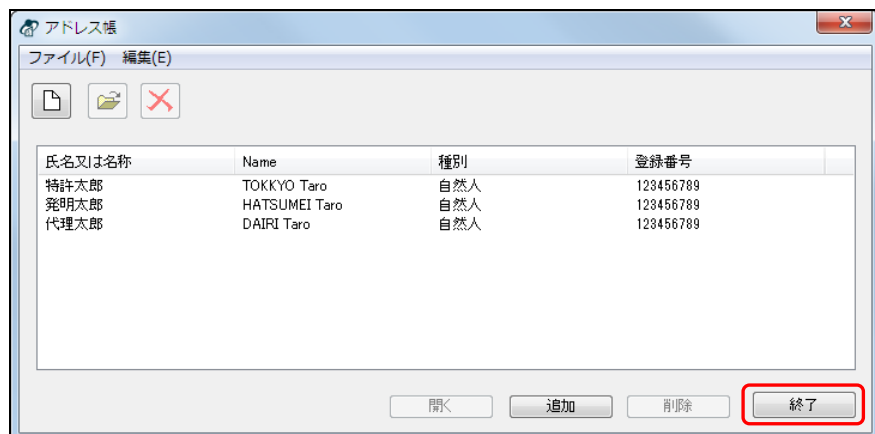 アドレス帳
ファイル(F) 編集(E)
氏名又は名称 Name 種別 登録番号
特許太郎 TOKKYO Taro 自然人 123456789
発明太郎 HATSUMEI Taro 自然人 123456789
代理太郎 DAIRI Taro 自然人 123456789
開く 追加 削除 終了